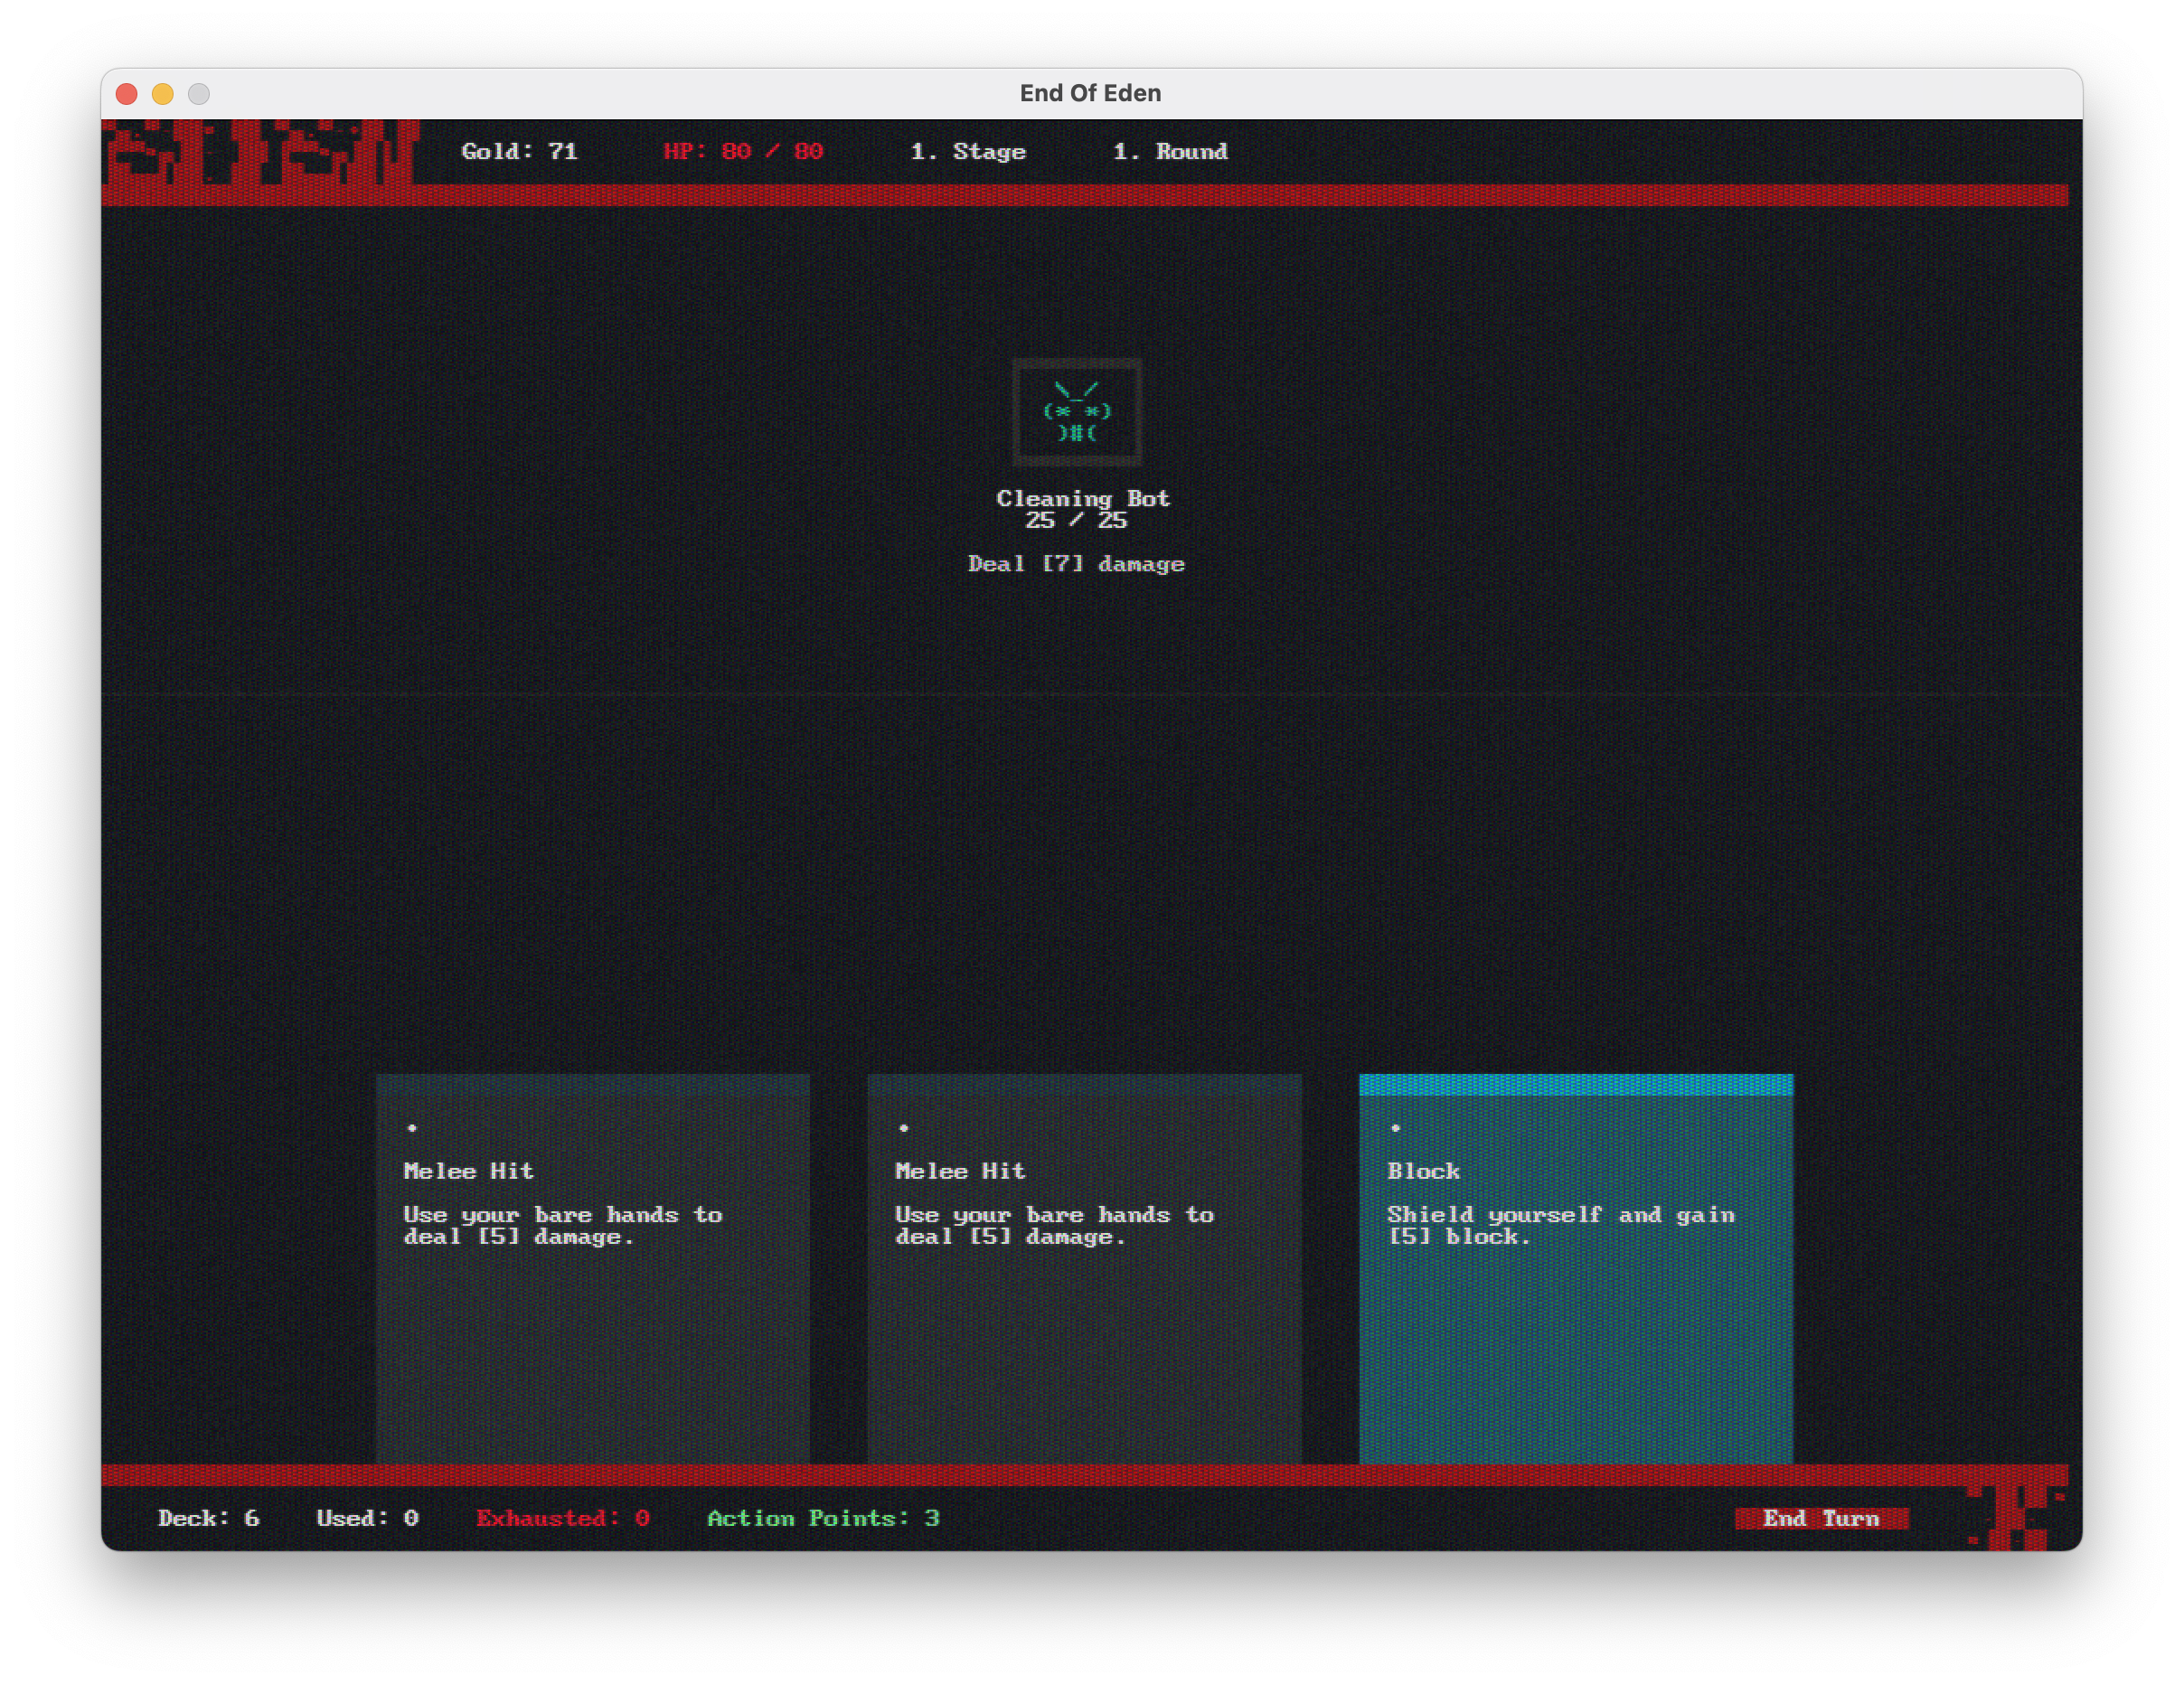 End Of Eden
Gold: 71 HP: 80 / 80 1. Stage 1. Round
\_/
(* *)
)#(
Cleaning Bot
25 / 25
Deal [7] damage
•
Melee Hit
Use your bare hands to
deal [5] damage.
•
Melee Hit
Use your bare hands to
deal [5] damage.
•
Block
Shield yourself and gain
[5] block.
Deck: 6 Used: 0 Exhausted: 0 Action Points: 3 End Turn